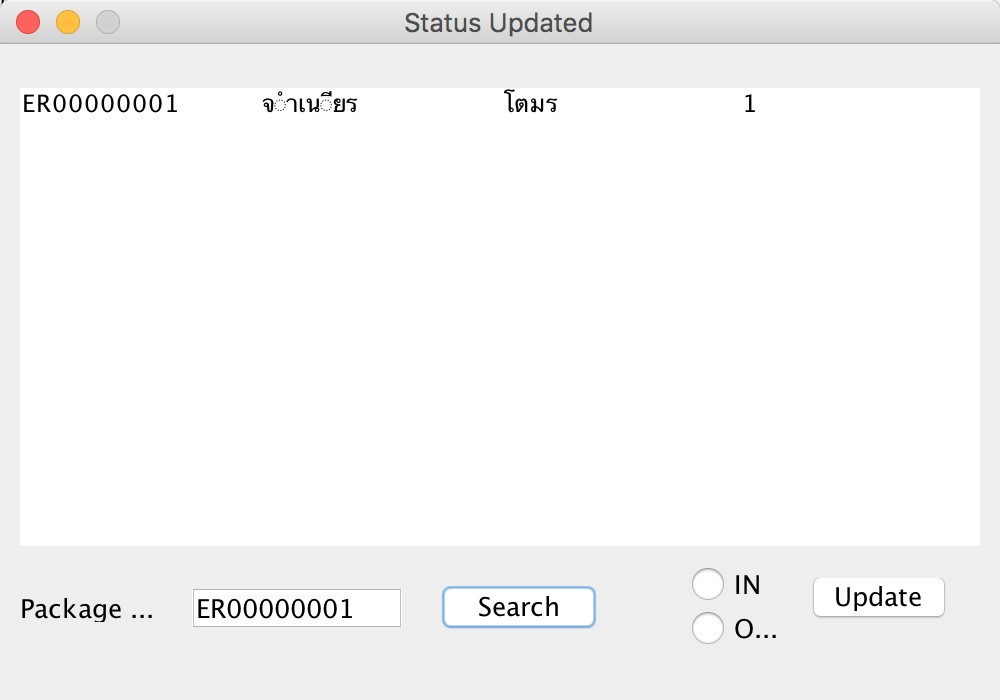 Status Updated
ER00000001 จำเนียร โตมร 1
Package ... ER00000001 Search
IN
O...
Update